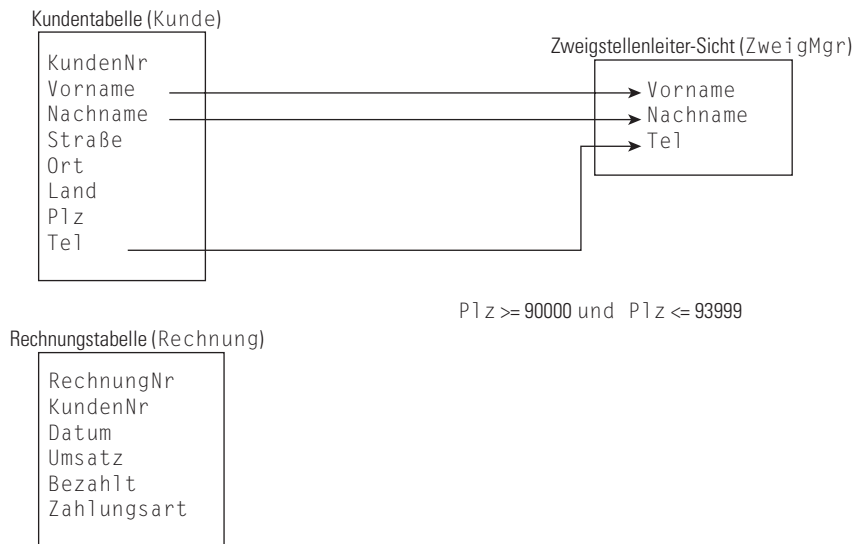 Kundentabelle (Kunde)
KundenNr
Vorname
Nachname
Straße
Ort
Land
Plz
Tel
Zweigstellenleiter-Sicht (ZweigMgr)
Vorname
Nachname
Tel
Plz >= 90000 und Plz <= 93999
Rechnungstabelle (Rechnung)
RechnungNr
KundenNr
Datum
Umsatz
Bezahlt
Zahlungsart